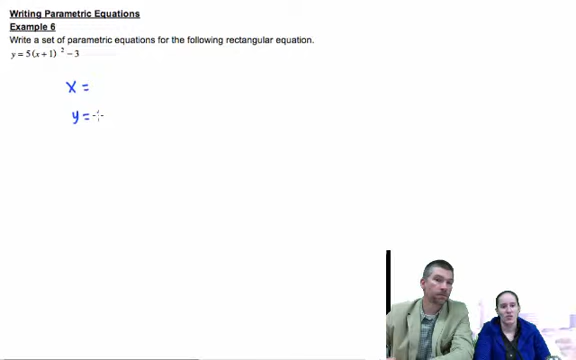 Writing Parametric Equations
Example 6
Write a set of parametric equations for the following rectangular equation.
y = 5(x + 1)² − 3
x =
y =